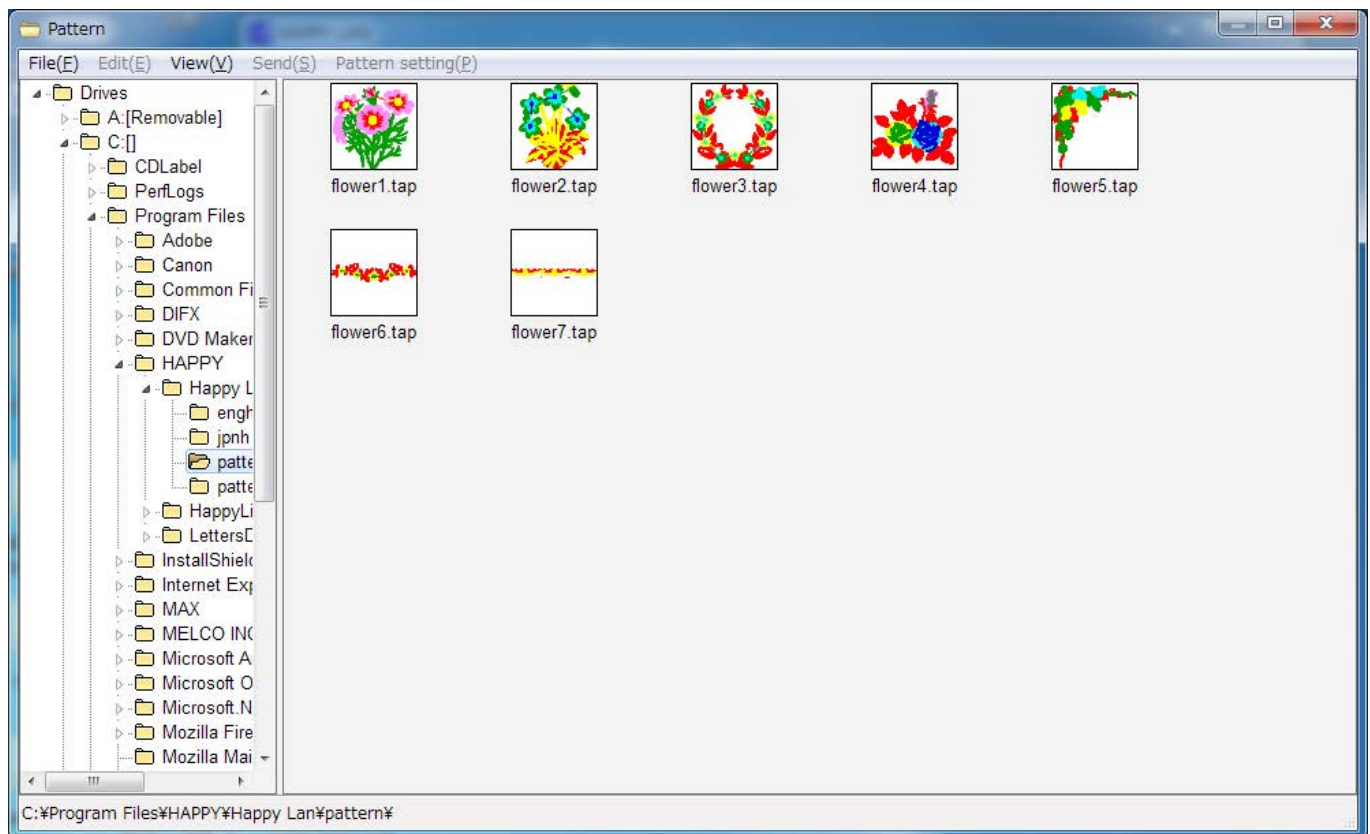 Pattern
File(F) Edit(E) View(V) Send(S) Pattern setting(P)
Drives
A:[Removable]
C:[]
CDLabel
PerfLogs
Program Files
Adobe
Canon
Common Fi
DIFX
DVD Maker
HAPPY
Happy L
engh
jpnh
patte
patte
HappyLi
LettersD
InstallShield
Internet Exp
MAX
MELCO INC
Microsoft A
Microsoft O
Microsoft.N
Mozilla Fire
Mozilla Mai
flower1.tap flower2.tap flower3.tap flower4.tap flower5.tap
flower6.tap flower7.tap
C:¥Program Files¥HAPPY¥Happy Lan¥pattern¥